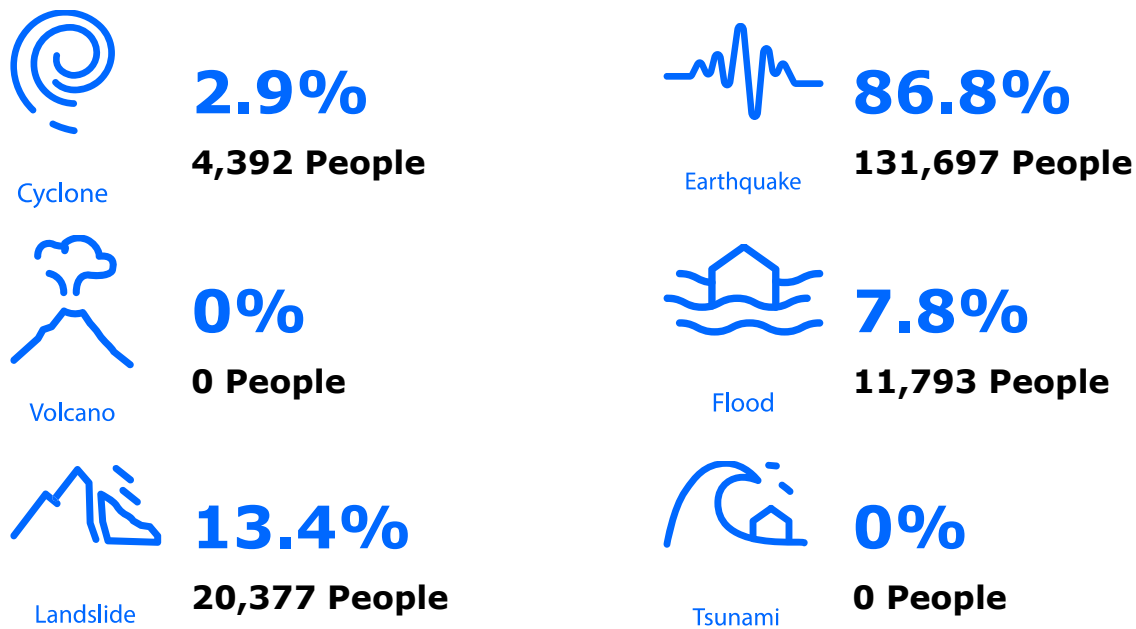 2.9%
4,392 People
Cyclone
86.8%
131,697 People
Earthquake
0%
0 People
Volcano
7.8%
11,793 People
Flood
13.4%
20,377 People
Landslide
0%
0 People
Tsunami